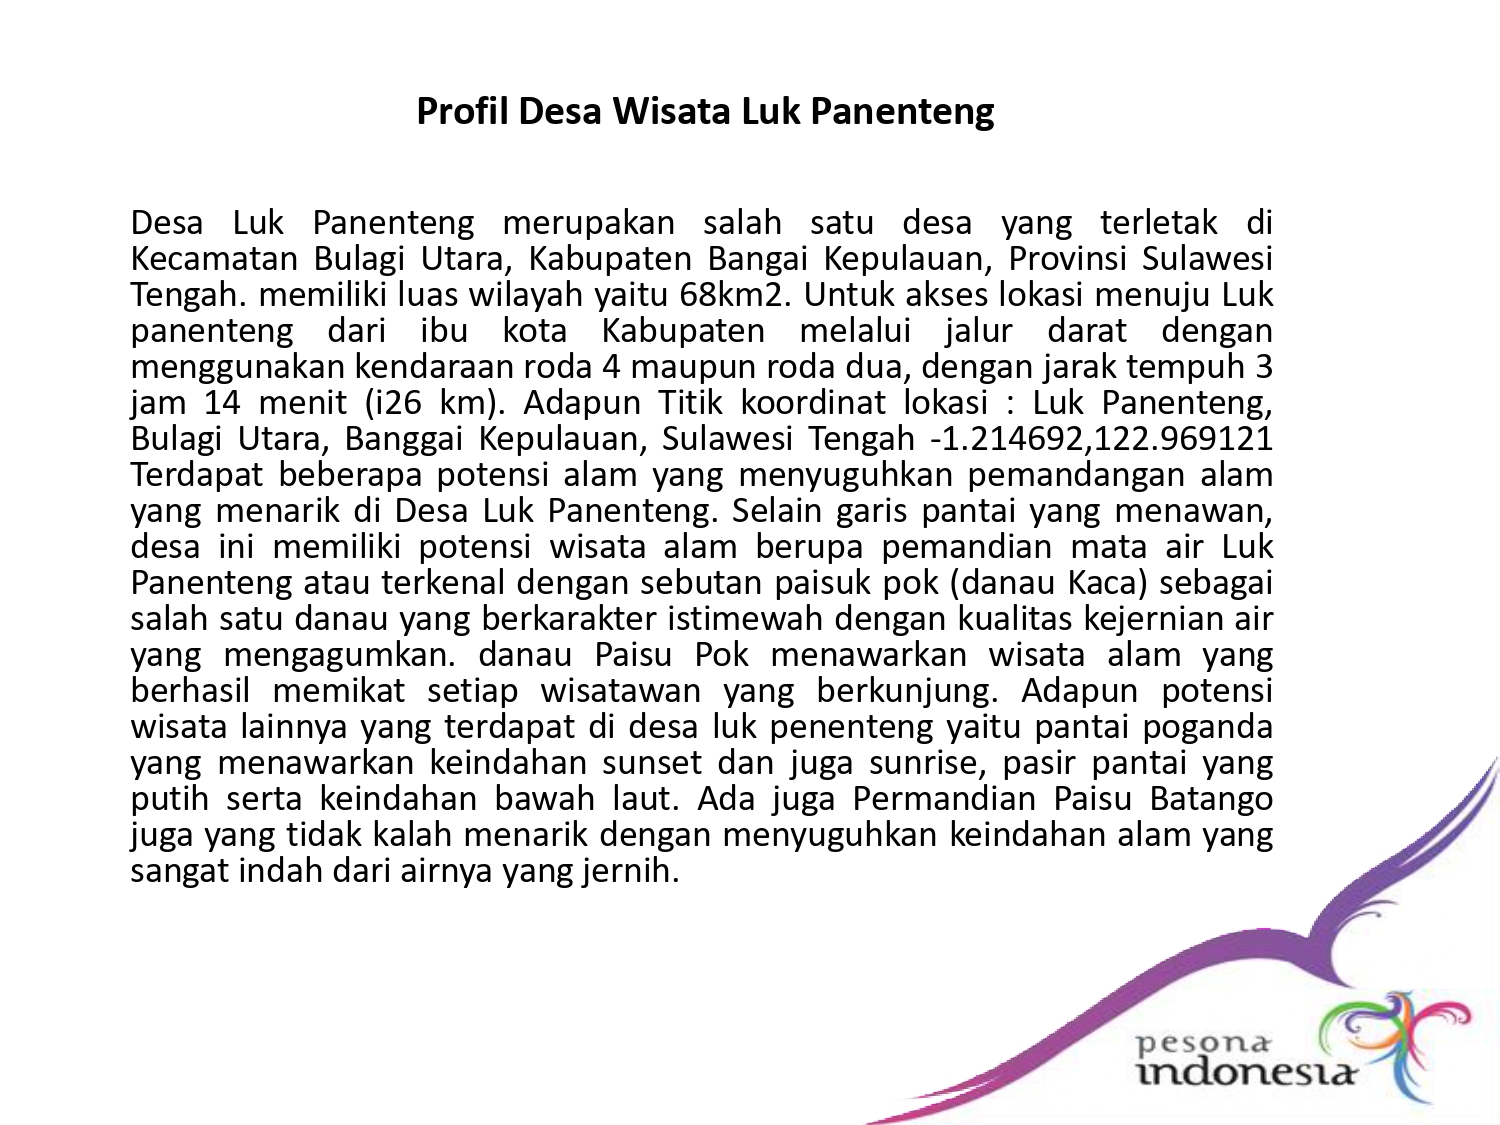 Profil Desa Wisata Luk Panenteng
Desa Luk Panenteng merupakan salah satu desa yang terletak di
Kecamatan Bulagi Utara, Kabupaten Bangai Kepulauan, Provinsi Sulawesi
Tengah. memiliki luas wilayah yaitu 68km2. Untuk akses lokasi menuju Luk
panenteng dari ibu kota Kabupaten melalui jalur darat dengan
menggunakan kendaraan roda 4 maupun roda dua, dengan jarak tempuh 3
jam 14 menit (i26 km). Adapun Titik koordinat lokasi : Luk Panenteng,
Bulagi Utara, Banggai Kepulauan, Sulawesi Tengah -1.214692,122.969121
Terdapat beberapa potensi alam yang menyuguhkan pemandangan alam
yang menarik di Desa Luk Panenteng. Selain garis pantai yang menawan,
desa ini memiliki potensi wisata alam berupa pemandian mata air Luk
Panenteng atau terkenal dengan sebutan paisuk pok (danau Kaca) sebagai
salah satu danau yang berkarakter istimewah dengan kualitas kejernian air
yang mengagumkan. danau Paisu Pok menawarkan wisata alam yang
berhasil memikat setiap wisatawan yang berkunjung. Adapun potensi
wisata lainnya yang terdapat di desa luk penenteng yaitu pantai poganda
yang menawarkan keindahan sunset dan juga sunrise, pasir pantai yang
putih serta keindahan bawah laut. Ada juga Permandian Paisu Batango
juga yang tidak kalah menarik dengan menyuguhkan keindahan alam yang
sangat indah dari airnya yang jernih.
pesona
indonesia